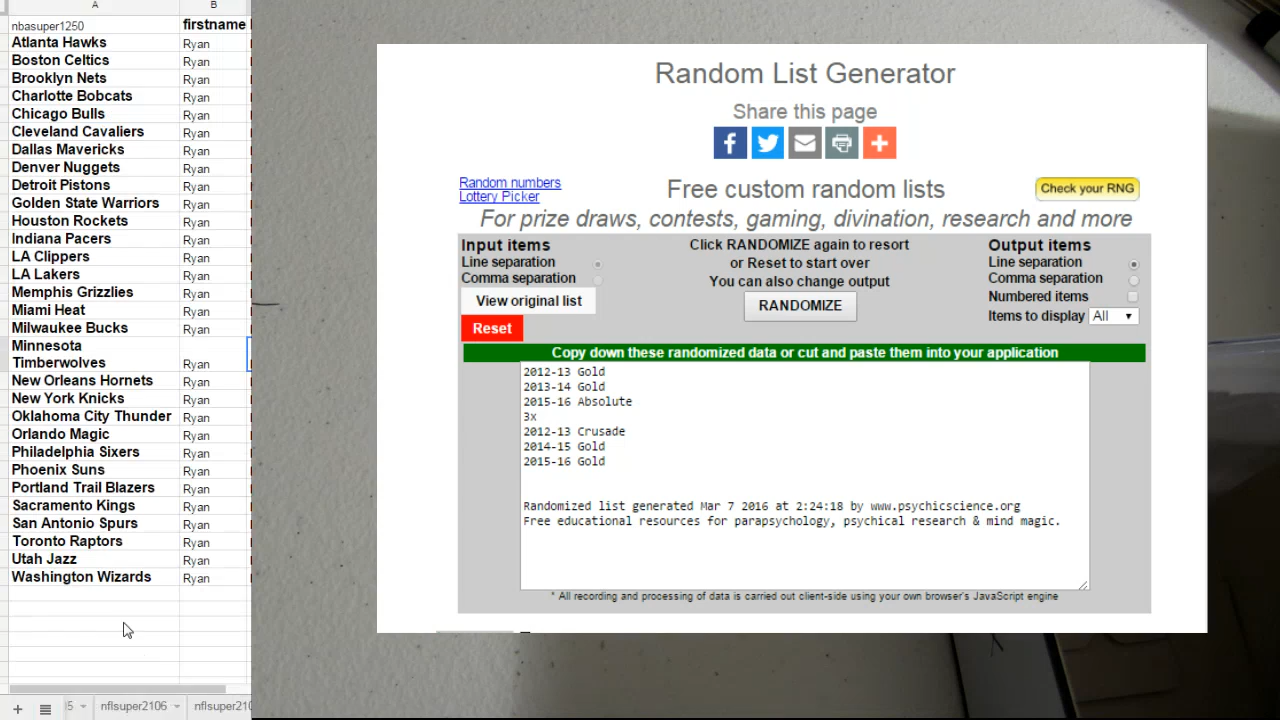 A
B
nbasuper1250
firstname
Atlanta Hawks
Ryan
Boston Celtics
Ryan
Brooklyn Nets
Ryan
Charlotte Bobcats
Ryan
Chicago Bulls
Ryan
Cleveland Cavaliers
Ryan
Dallas Mavericks
Ryan
Denver Nuggets
Ryan
Detroit Pistons
Ryan
Golden State Warriors
Ryan
Houston Rockets
Ryan
Indiana Pacers
Ryan
LA Clippers
Ryan
LA Lakers
Ryan
Memphis Grizzlies
Ryan
Miami Heat
Ryan
Milwaukee Bucks
Ryan
Minnesota
Timberwolves
Ryan
New Orleans Hornets
Ryan
New York Knicks
Ryan
Oklahoma City Thunder
Ryan
Orlando Magic
Ryan
Philadelphia Sixers
Ryan
Phoenix Suns
Ryan
Portland Trail Blazers
Ryan
Sacramento Kings
Ryan
San Antonio Spurs
Ryan
Toronto Raptors
Ryan
Utah Jazz
Ryan
Washington Wizards
Ryan
nflsuper2106
Random List Generator
Share this page
Random numbers
Lottery Picker
Free custom random lists
Check your RNG
For prize draws, contests, gaming, divination, research and more
Input items
Line separation
Comma separation
View original list
Reset
Click RANDOMIZE again to resort
or Reset to start over
You can also change output
RANDOMIZE
Output items
Line separation
Comma separation
Numbered items
Items to display All
Copy down these randomized data or cut and paste them into your application
2012-13 Gold
2013-14 Gold
2015-16 Absolute
3x
2012-13 Crusade
2014-15 Gold
2015-16 Gold
Randomized list generated Mar 7 2016 at 2:24:18 by www.psychicscience.org
Free educational resources for parapsychology, psychical research & mind magic.
* All recording and processing of data is carried out client-side using your own browser's JavaScript engine